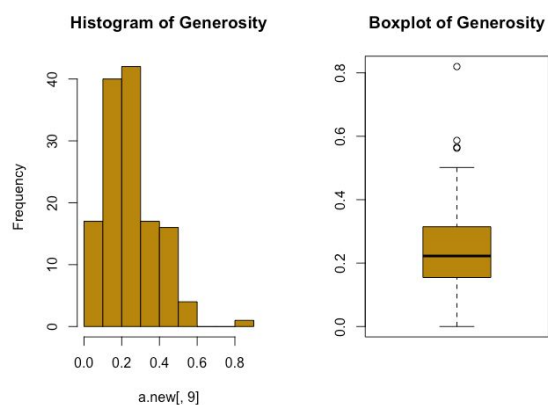 Histogram of Generosity
Frequency
0 10 20 30 40
0.0 0.2 0.4 0.6 0.8
a.new[, 9]
Boxplot of Generosity
0.0 0.2 0.4 0.6 0.8